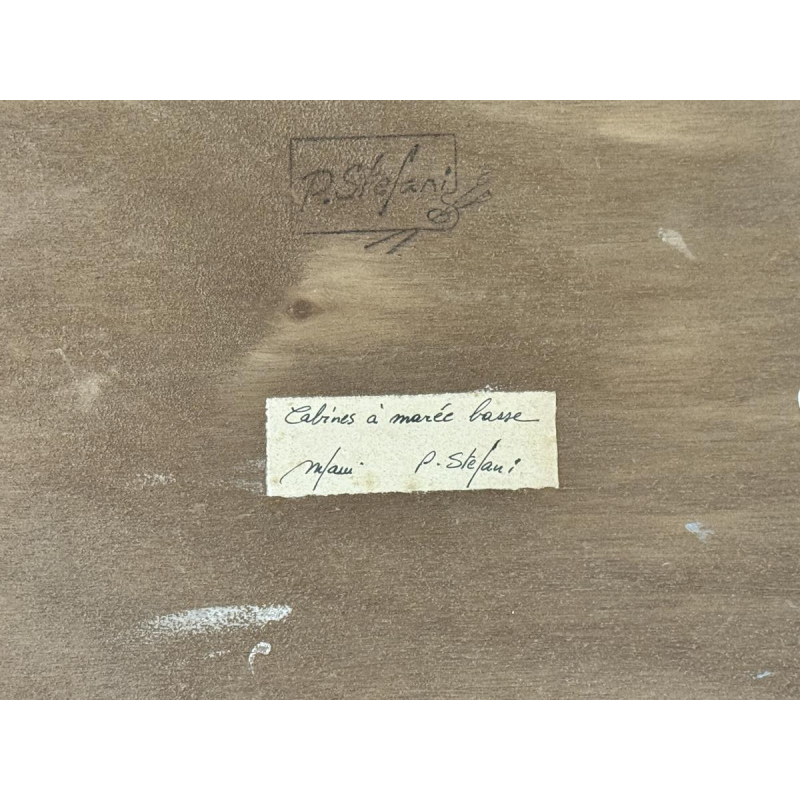 P. Stefani
Cabines à marée basse
P. Stefani